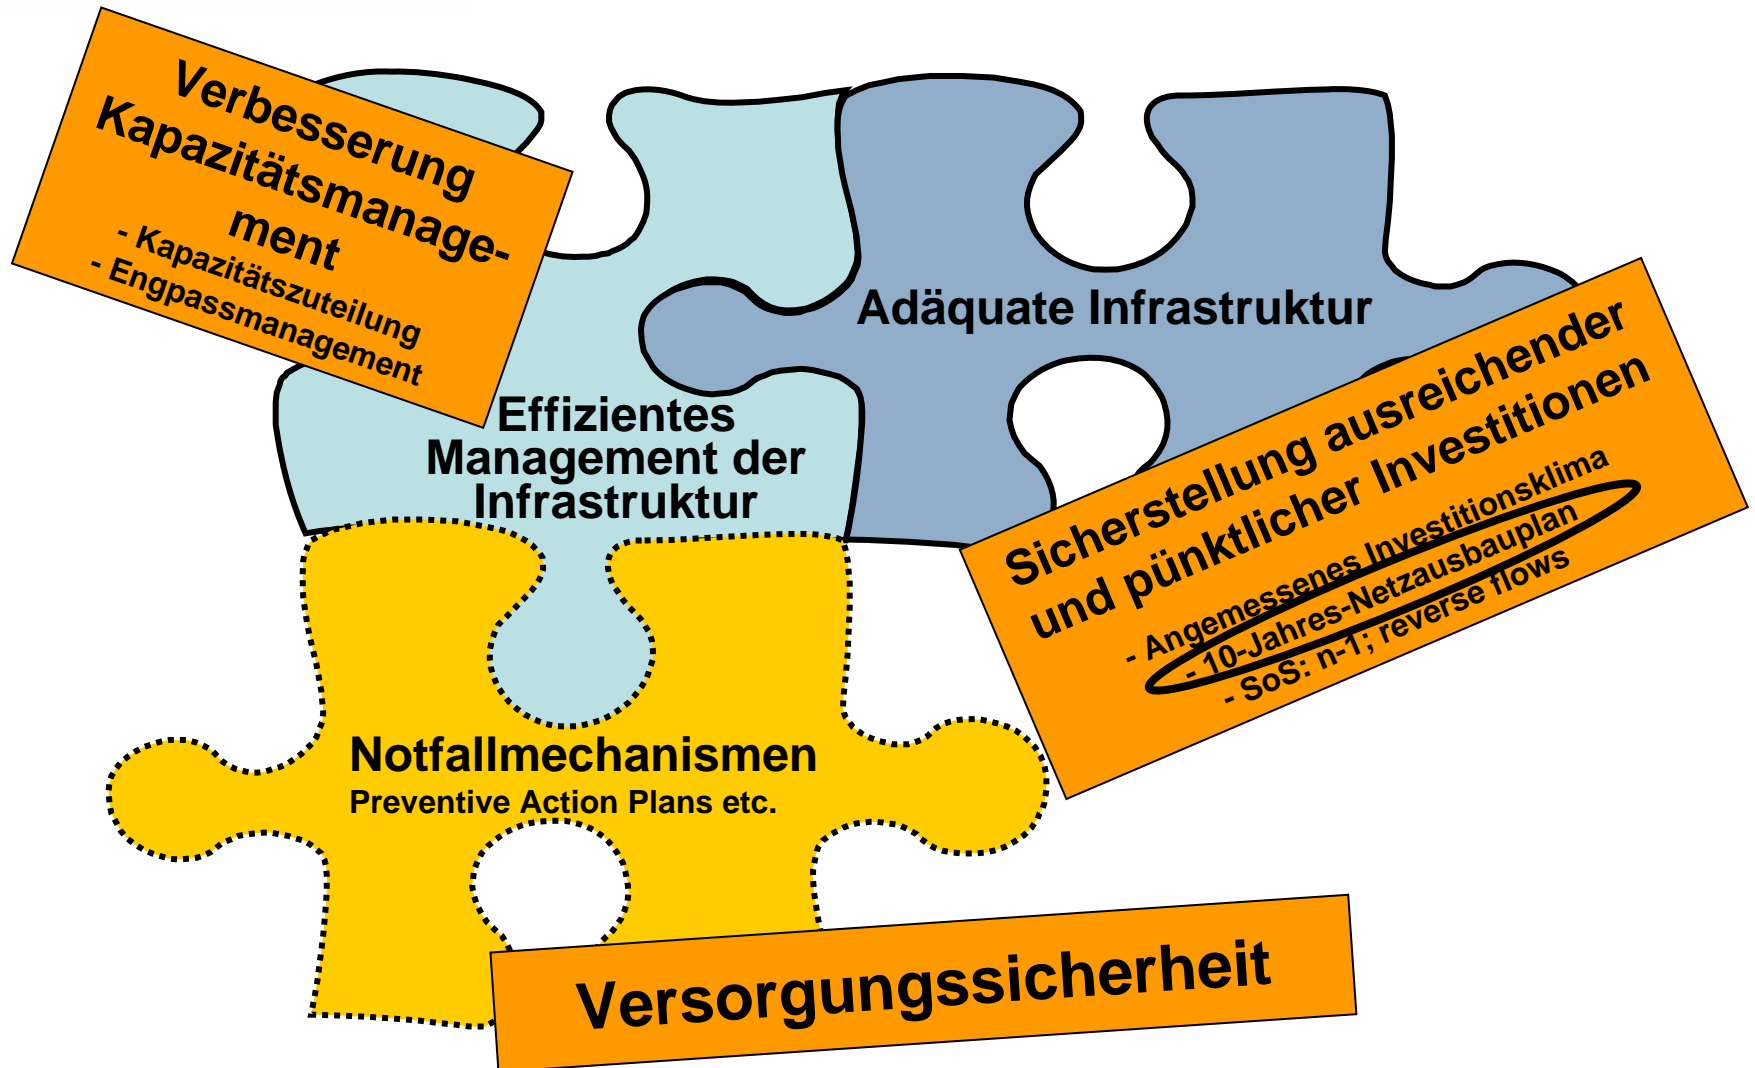 Verbesserung
Kapazitätsmanage-
ment
- Kapazitätszuteilung
- Engpassmanagement
Adäquate Infrastruktur
Effizientes
Management der
Infrastruktur
Sicherstellung ausreichender
und pünktlicher Investitionen
- Angemessenes Investitionsklima
- 10-Jahres-Netzausbauplan
- SoS: n-1; reverse flows
Notfallmechanismen
Preventive Action Plans etc.
Versorgungssicherheit